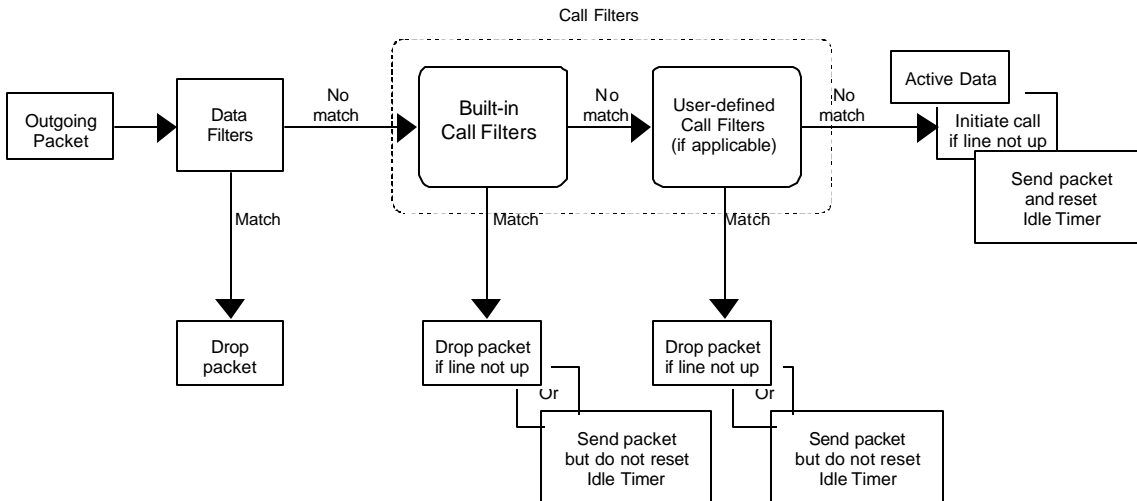 Call Filters
Outgoing
Packet
Data
Filters
No
match
Built-in
Call Filters
No
match
User-defined
Call Filters
(if applicable)
No
match
Active Data
Initiate call
if line not up
Send packet
and reset
Idle Timer
Match
Match
Match
Drop
packet
Drop packet
if line not up
Or
Send packet
but do not reset
Idle Timer
Drop packet
if line not up
Or
Send packet
but do not reset
Idle Timer